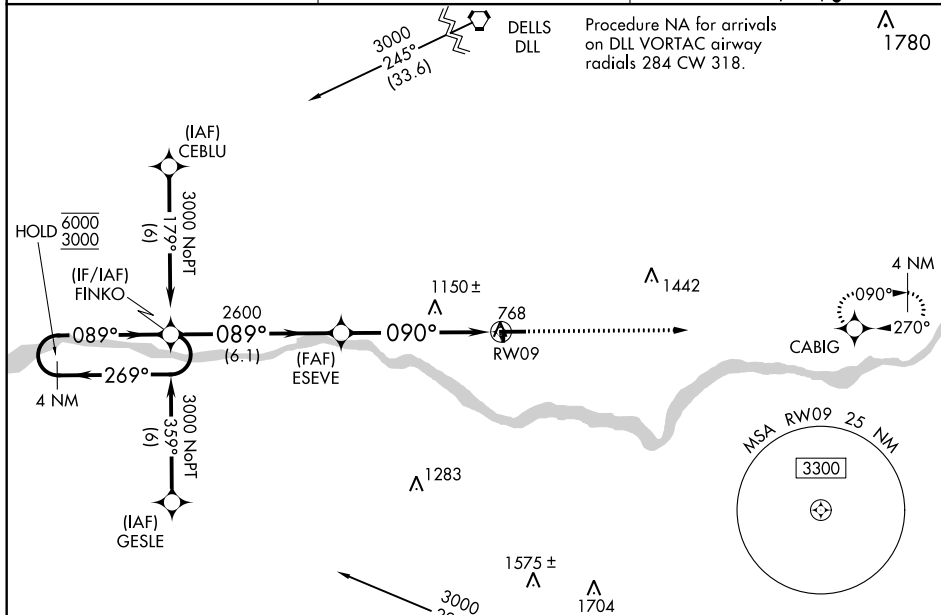 DELLS
DLL
Procedure NA for arrivals
on DLL VORTAC airway
radials 284 CW 318.
1780
3000
245°
(33.6)
(IAF)
CEBLU
3000 NoPT
179°
(6)
HOLD 6000
3000
(IF/IAF)
FINKO
089°
2600
089°
(6.1)
1150 ±
090°
768
RW09
1442
4 NM
090°
270°
CABIG
(FAF)
ESEVE
269°
4 NM
3000 NoPT
359°
(6)
MSA RW09 25 NM
3300
1283
(IAF)
GESLE
1575 ±
1704
3000